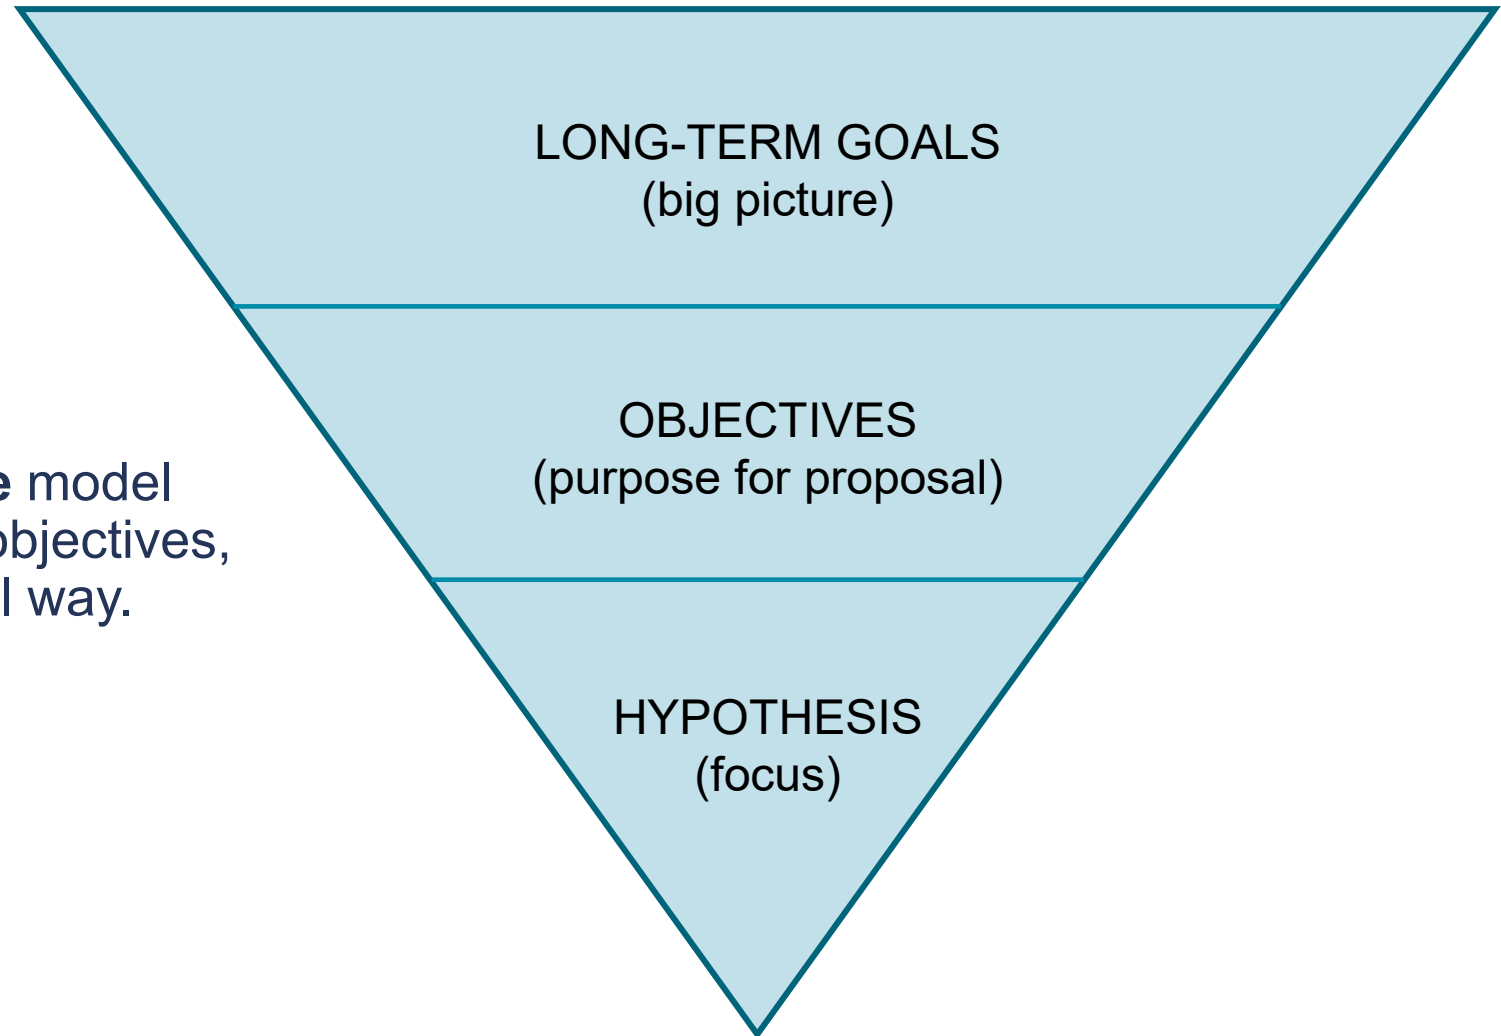 LONG-TERM GOALS
(big picture)
OBJECTIVES
(purpose for proposal)
e model
objectives,
l way.
HYPOTHESIS
(focus)